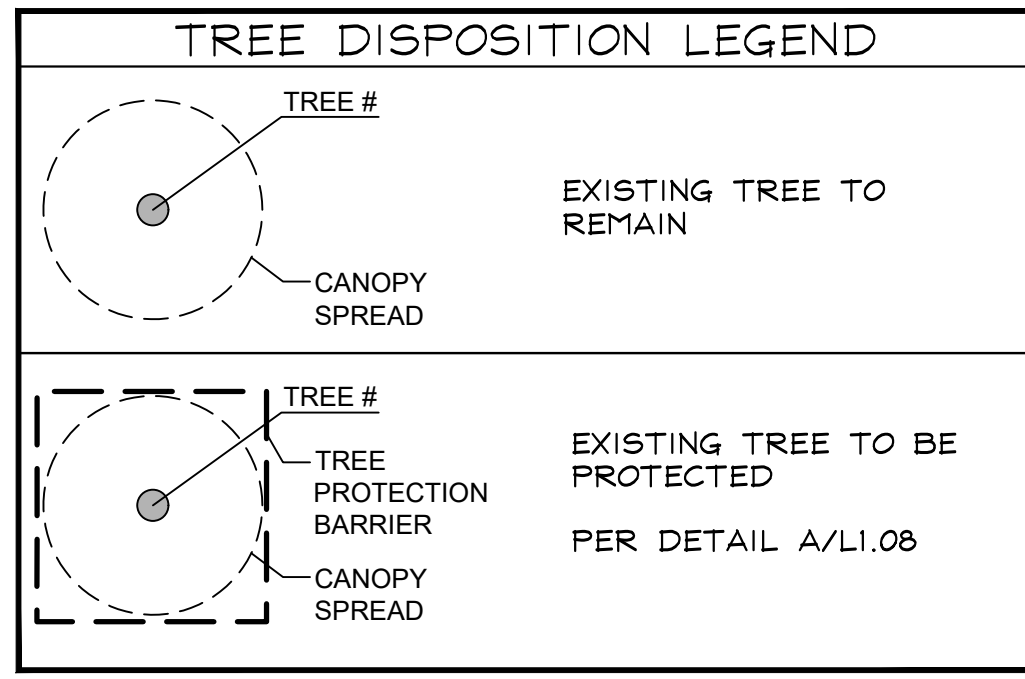 TREE DISPOSITION LEGEND
TREE #
EXISTING TREE TO
REMAIN
CANOPY
SPREAD
TREE #
TREE
PROTECTION
BARRIER
CANOPY
SPREAD
EXISTING TREE TO BE
PROTECTED
PER DETAIL A/L1.08